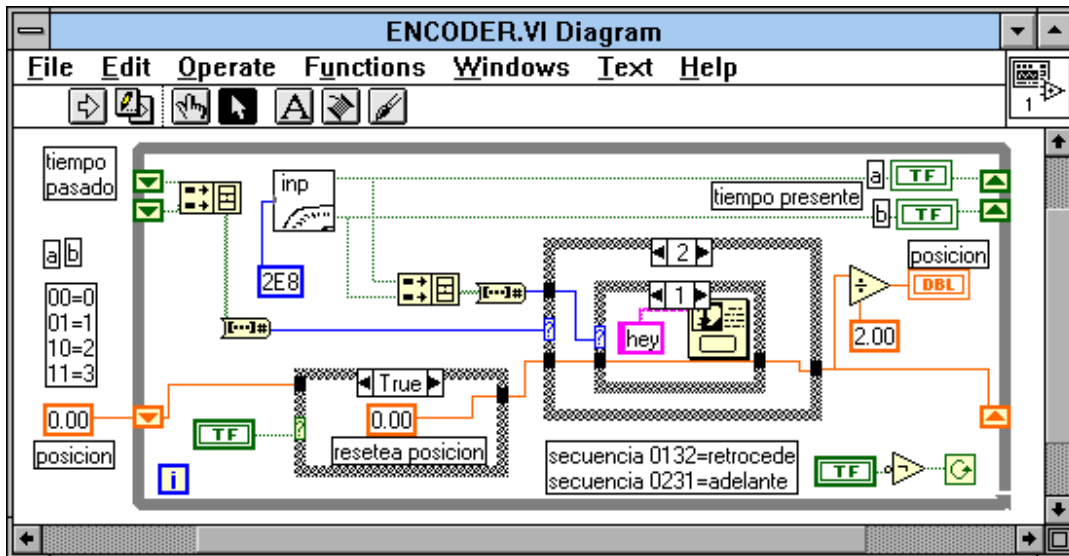 ENCODER.VI Diagram
File Edit Operate Functions Windows Text Help
A
1
tiempo
pasado
inp
a TF
tiempo presente
b TF
a b
2E8
2
posicion
00=0
01=1
10=2
11=3
[...]#
[...]#
1
÷
DBL
?
?
hey
2.00
True
0.00
0.00
?
TF
resetea posicion
posicion
i
secuencia 0132=retrocede
secuencia 0231=adelante
TF